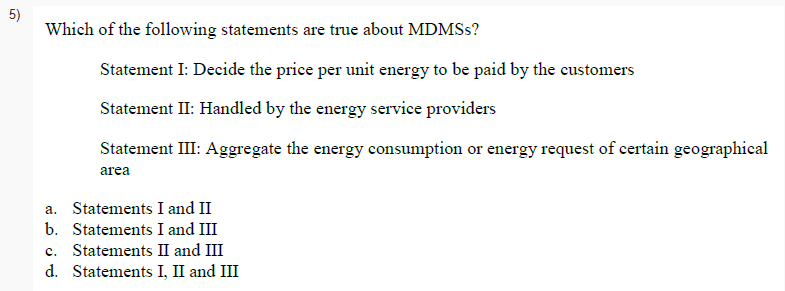 5)
Which of the following statements are true about MDMSs?
Statement I: Decide the price per unit energy to be paid by the customers
Statement II: Handled by the energy service providers
Statement III: Aggregate the energy consumption or energy request of certain geographical
area
a. Statements I and II
b. Statements I and III
c. Statements II and III
d. Statements I, II and III